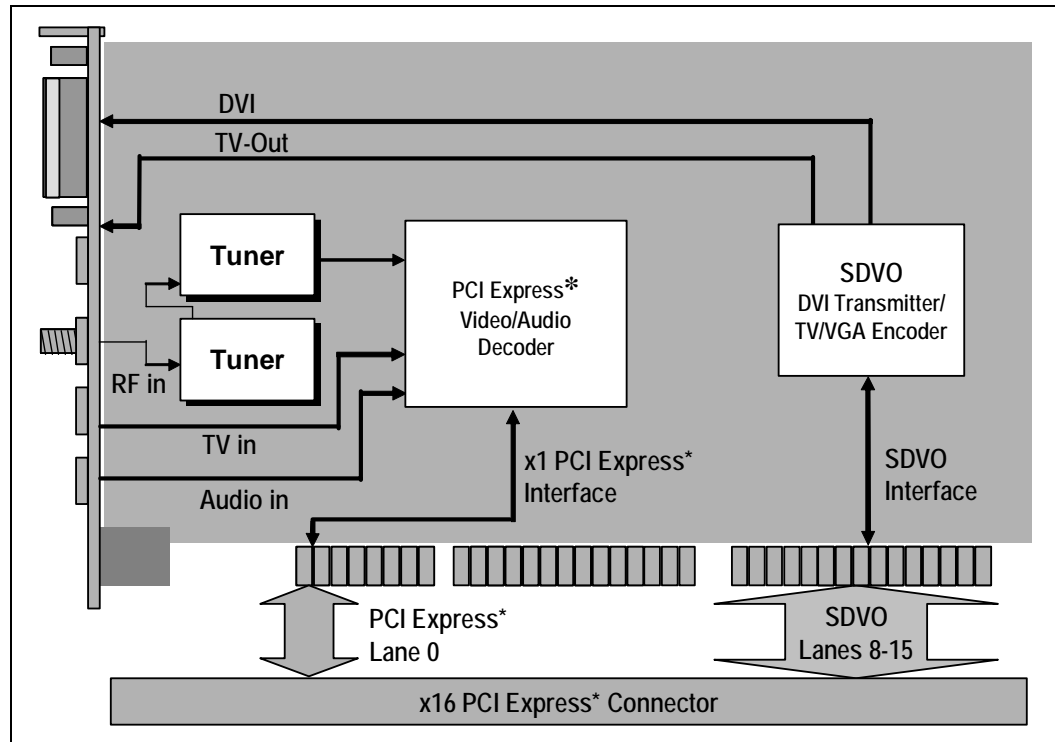 DVI
TV-Out
Tuner
Tuner
RF in
TV in
Audio in
PCI Express*
Video/Audio
Decoder
SDVO
DVI Transmitter/
TV/VGA Encoder
x1 PCI Express*
Interface
SDVO
Interface
PCI Express*
Lane 0
SDVO
Lanes 8-15
x16 PCI Express* Connector